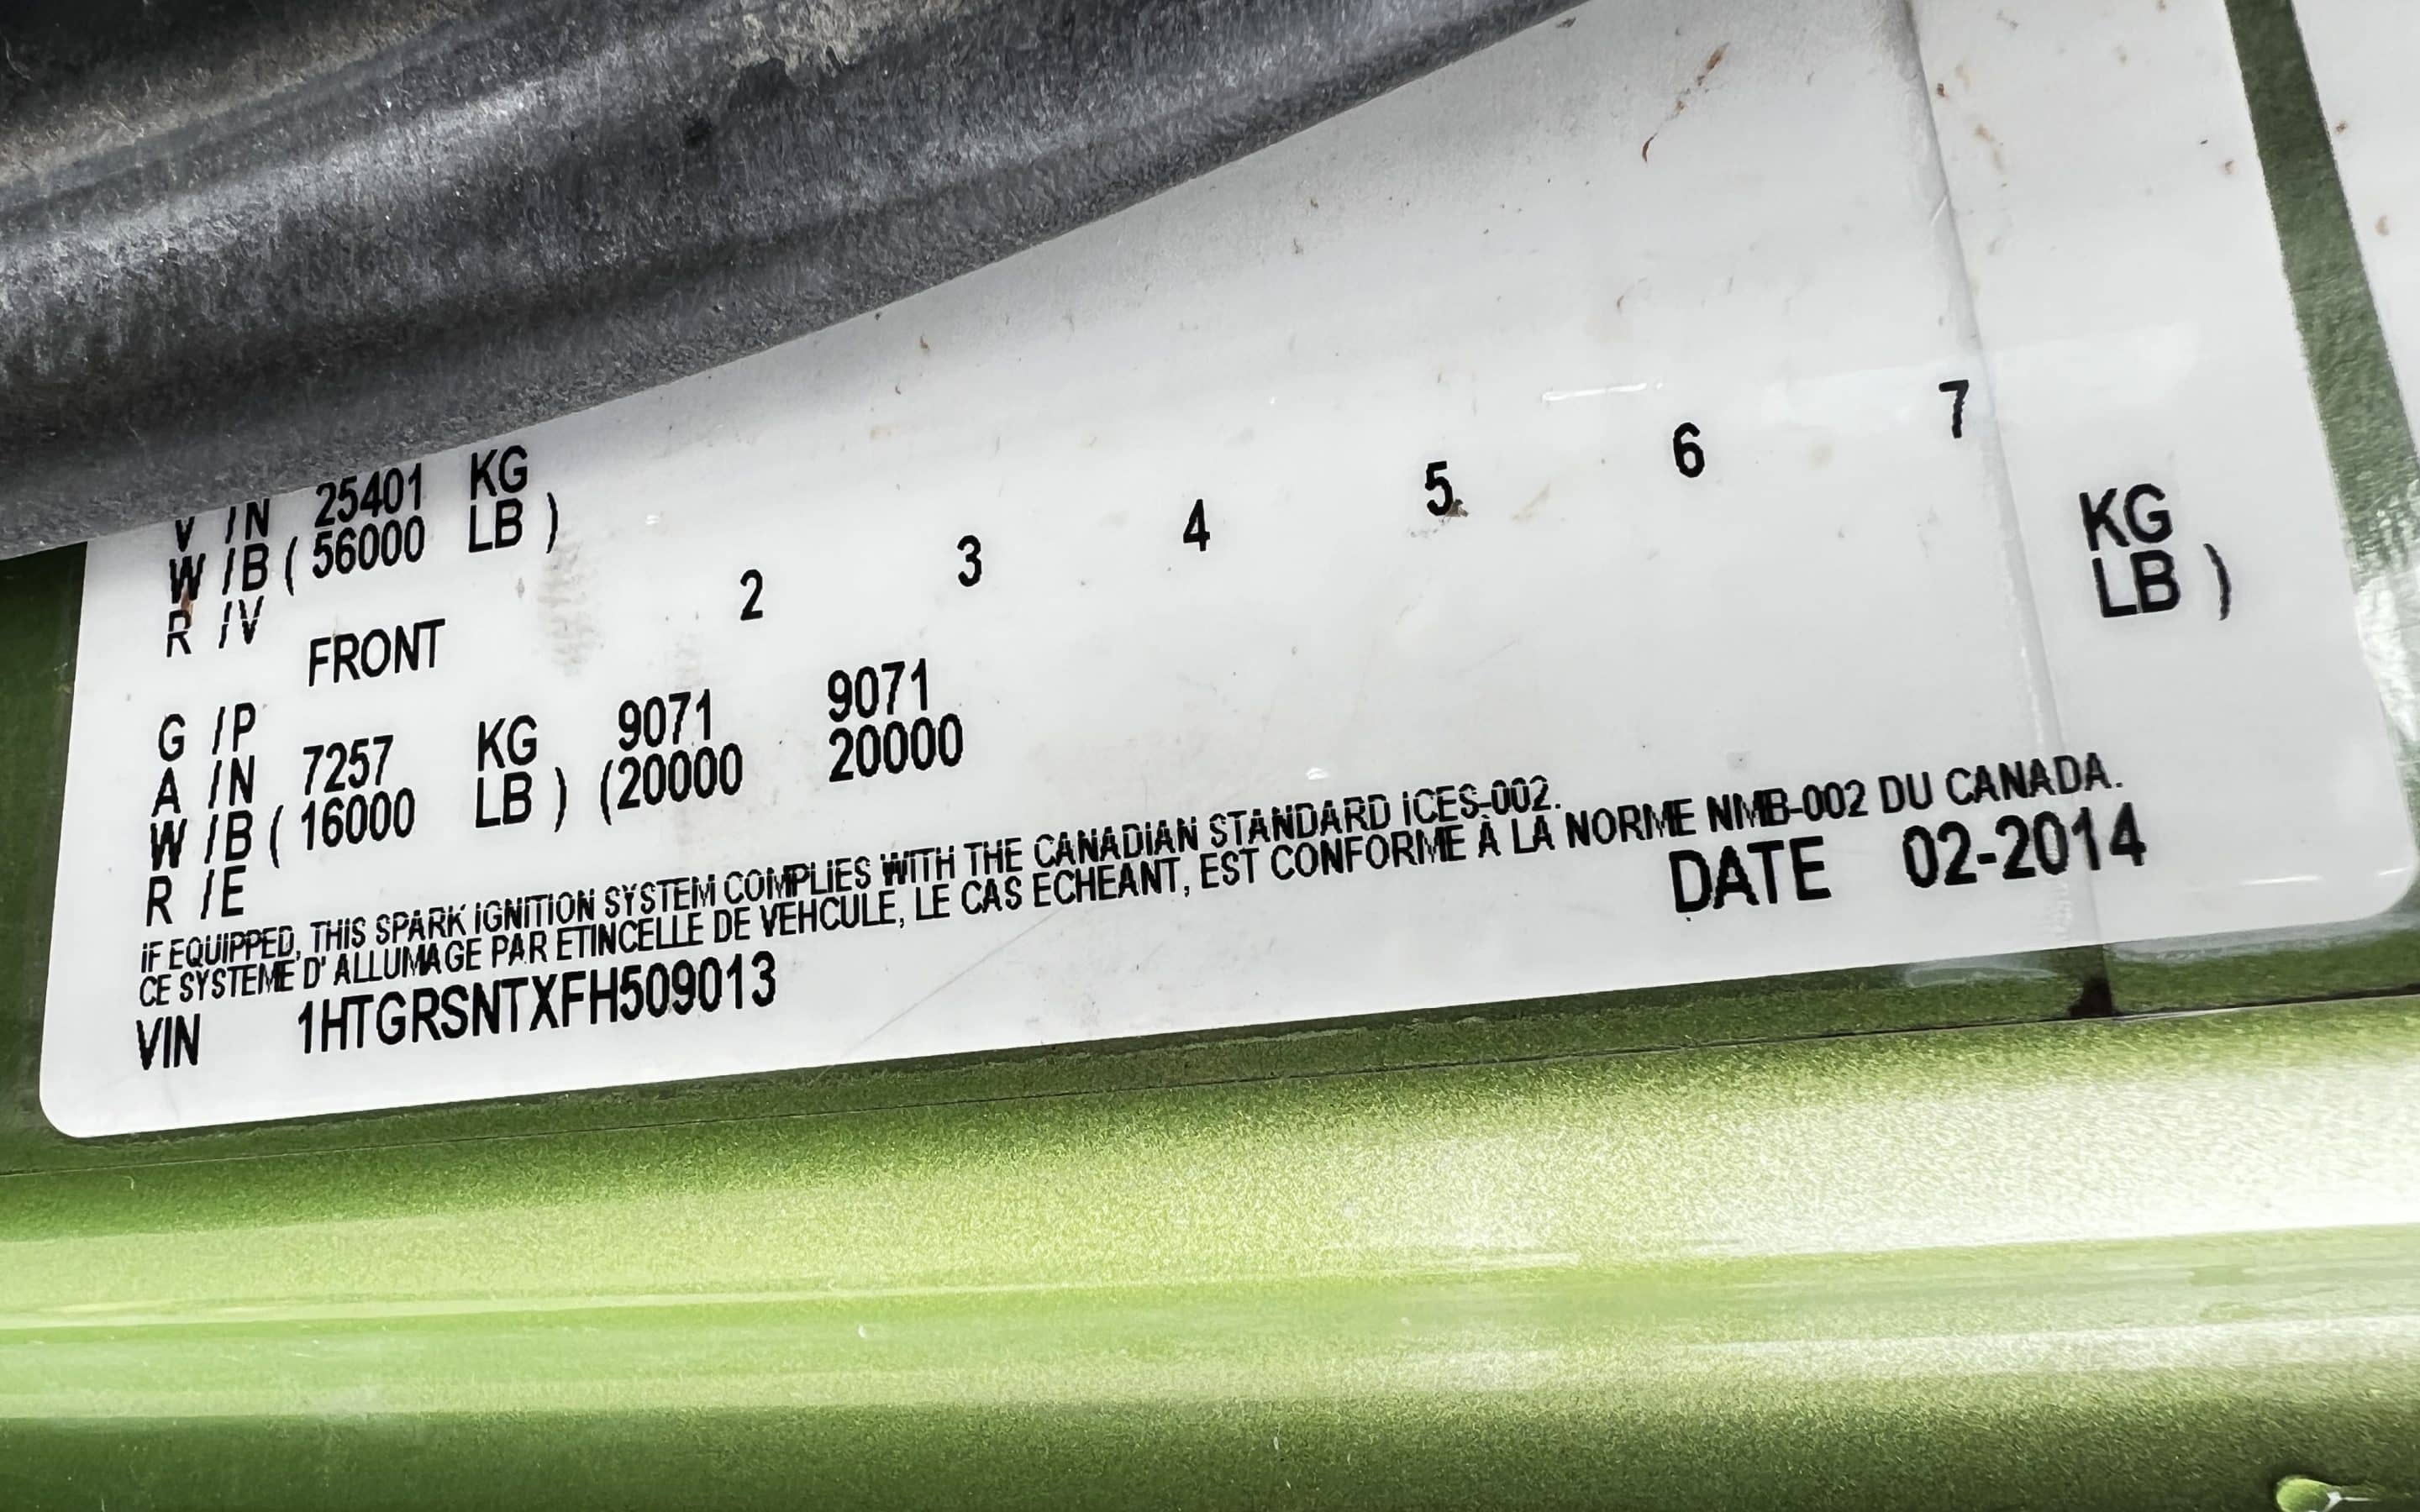 V /N 25401 KG
W /B ( 56000 LB )
R /V
FRONT 2 3 4 5 6 7
G /P
A /N 7257 KG 9071 9071 KG
W /B ( 16000 LB ) (20000 20000 LB )
R /E
IF EQUIPPED, THIS SPARK IGNITION SYSTEM COMPLIES WITH THE CANADIAN STANDARD ICES-002.
CE SYSTEME D' ALLUMAGE PAR ETINCELLE DE VEHCULE, LE CAS ECHEANT, EST CONFORME À LA NORME NMB-002 DU CANADA.
VIN 1HTGRSNTXFH509013 DATE 02-2014